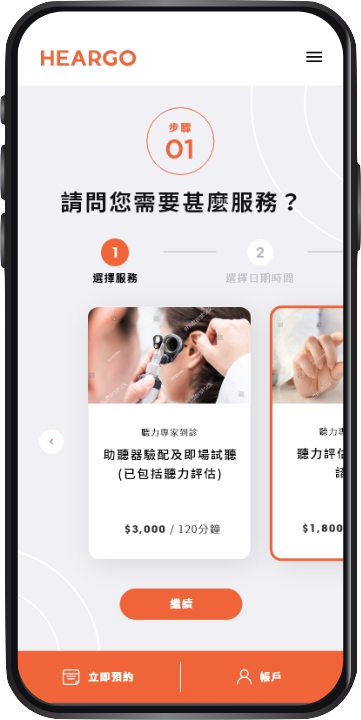 HEARGO
步驟
01
請問您需要甚麼服務？
1
2
選擇服務
選擇日期時間
聽力專家到診
助聽器驗配及即場試聽
(已包括聽力評估)
$3,000 / 120分鐘
聽力專
聽力評估
$1,800
繼續
立即預約
帳戶